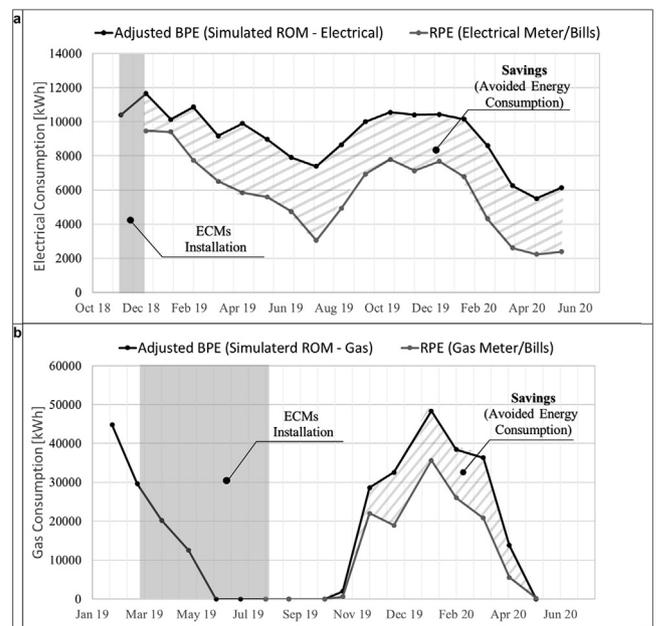 a
Adjusted BPE (Simulated ROM - Electrical)
RPE (Electrical Meter/Bills)
Electrical Consumption [kWh]
14000
12000
10000
8000
6000
4000
2000
0
Savings
(Avoided Energy
Consumption)
ECMs
Installation
Oct 18 Dec 18 Feb 19 Apr 19 Jun 19 Aug 19 Oct 19 Dec 19 Feb 20 Apr 20 Jun 20
b
Adjusted BPE (Simulaterd ROM - Gas)
RPE (Gas Meter/Bills)
Gas Consumption [kWh]
60000
50000
40000
30000
20000
10000
0
ECMs
Installation
Savings
(Avoided Energy
Consumption)
Jan 19 Mar 19 May 19 Jul 19 Sep 19 Nov 19 Dec 19 Feb 20 Apr 20 Jun 20